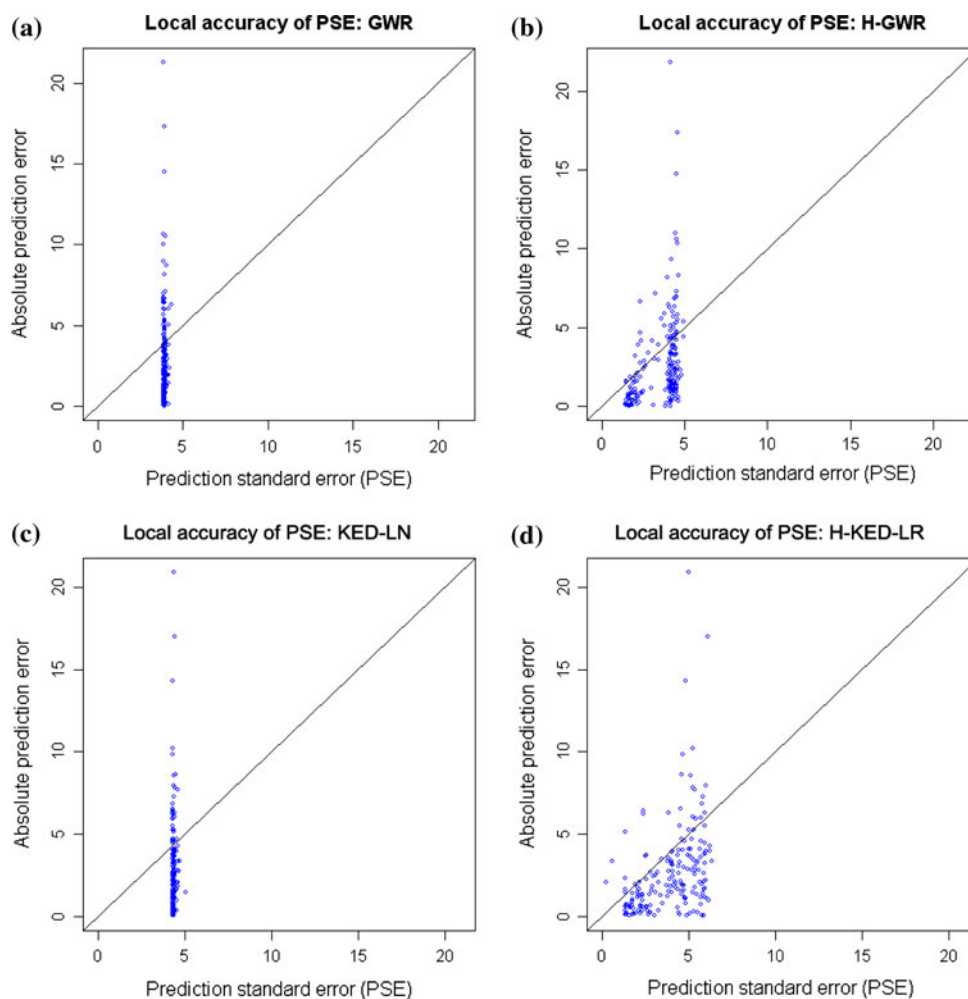 (a)
Local accuracy of PSE: GWR
Absolute prediction error
0
5
10
15
20
0
5
10
15
20
Prediction standard error (PSE)
(b)
Local accuracy of PSE: H-GWR
Absolute prediction error
0
5
10
15
20
0
5
10
15
20
Prediction standard error (PSE)
(c)
Local accuracy of PSE: KED-LN
Absolute prediction error
0
5
10
15
20
0
5
10
15
20
Prediction standard error (PSE)
(d)
Local accuracy of PSE: H-KED-LR
Absolute prediction error
0
5
10
15
20
0
5
10
15
20
Prediction standard error (PSE)